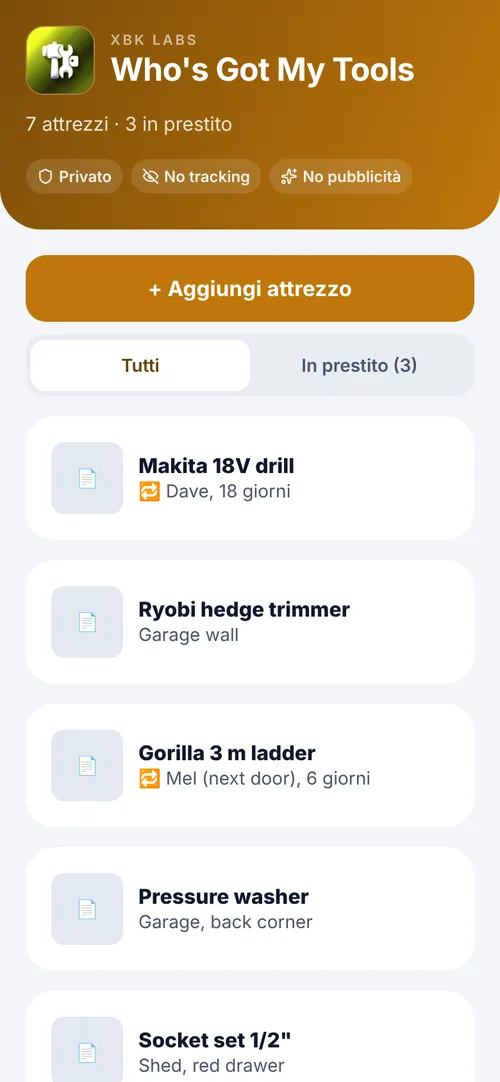 XBK LABS
Who's Got My Tools
7 attrezzi · 3 in prestito
Privato
No tracking
No pubblicità
+ Aggiungi attrezzo
Tutti
In prestito (3)
Makita 18V drill
🔁 Dave, 18 giorni
Ryobi hedge trimmer
Garage wall
Gorilla 3 m ladder
🔁 Mel (next door), 6 giorni
Pressure washer
Garage, back corner
Socket set 1/2"
Shed, red drawer